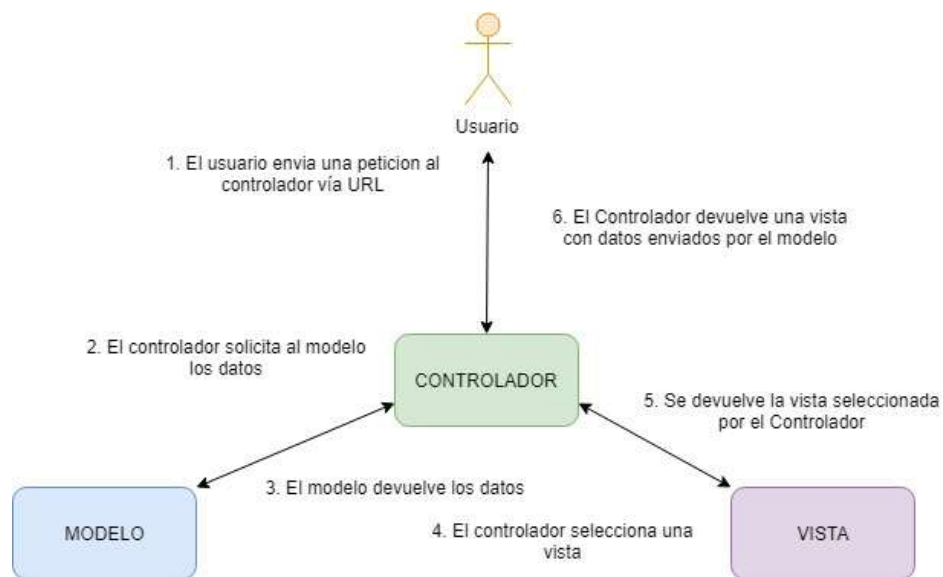 Usuario
1. El usuario envia una peticion al
controlador vía URL
6. El Controlador devuelve una vista
con datos enviados por el modelo
2. El controlador solicita al modelo
los datos
CONTROLADOR
5. Se devuelve la vista seleccionada
por el Controlador
3. El modelo devuelve los datos
MODELO
4. El controlador selecciona una
vista
VISTA